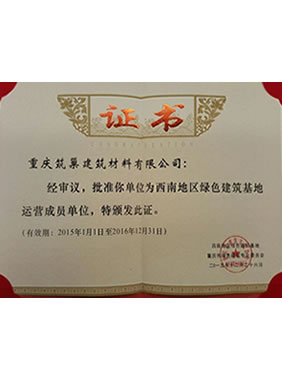 证书
重庆筑巢建筑材料有限公司：
经审议，批准你单位为西南地区绿色建筑基地
运营成员单位，特颁发此证。
（有效期：2015年1月1日至2016年12月31日）